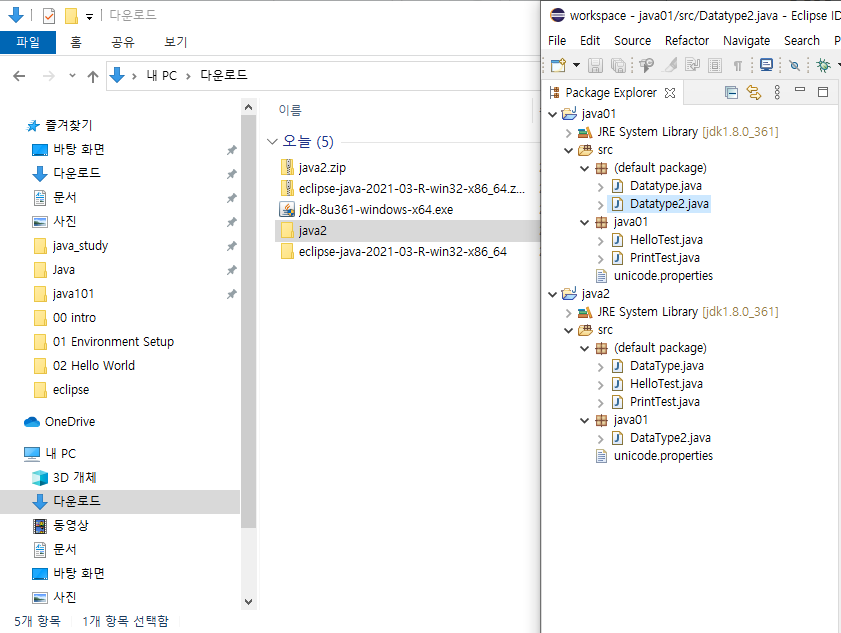 다운로드
파일 홈 공유 보기
내 PC 다운로드
즐겨찾기
바탕 화면
다운로드
문서
사진
java_study
Java
java101
00 intro
01 Environment Setup
02 Hello World
eclipse
OneDrive
내 PC
3D 개체
다운로드
동영상
문서
바탕 화면
사진
5개 항목 1개 항목 선택함
이름
오늘 (5)
java2.zip
eclipse-java-2021-03-R-win32-x86_64.z...
jdk-8u361-windows-x64.exe
java2
eclipse-java-2021-03-R-win32-x86_64
workspace - java01/src/Datatype2.java - Eclipse ID
File Edit Source Refactor Navigate Search P
Package Explorer
java01
JRE System Library [jdk1.8.0_361]
src
(default package)
Datatype.java
Datatype2.java
java01
HelloTest.java
PrintTest.java
unicode.properties
java2
JRE System Library [jdk1.8.0_361]
src
(default package)
DataType.java
HelloTest.java
PrintTest.java
java01
DataType2.java
unicode.properties